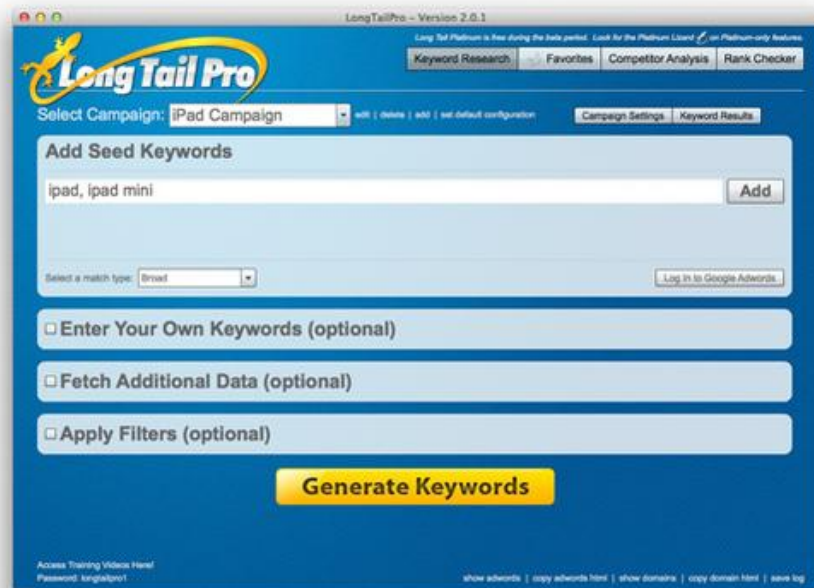 LongTailPro - Version 2.0.1
Long Tail Platinum is free during the beta period. Look for the Platinum Lizard on Platinum-only features.
Long Tail Pro
Keyword Research Favorites Competitor Analysis Rank Checker
Select Campaign: iPad Campaign edit | delete | add | set default configuration Campaign Settings Keyword Results
Add Seed Keywords
ipad, ipad mini Add
Select a match type: Broad Log In to Google Adwords
Enter Your Own Keywords (optional)
Fetch Additional Data (optional)
Apply Filters (optional)
Generate Keywords
Access Training Videos Here!
Password: longtailpro1 show adwords | copy adwords html | show domains | copy domain html | save log